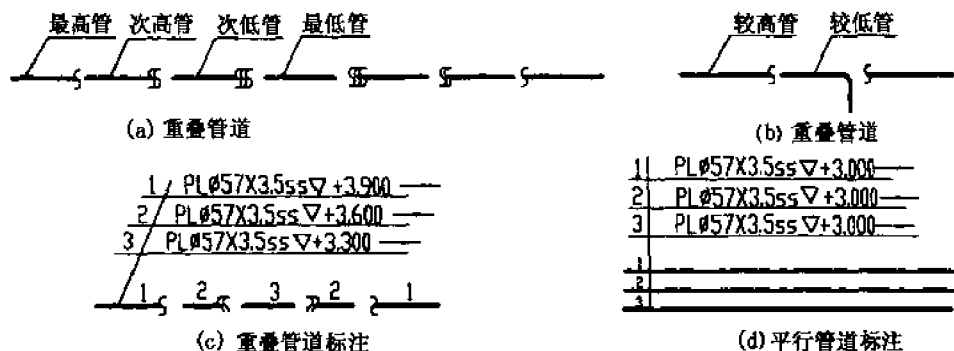 最高管 次高管 次低管 最低管
较高管 较低管
(a) 重叠管道
(b) 重叠管道
1 PLø57X3.5ss▽+3.900
2 PLø57X3.5ss▽+3.600
3 PLø57X3.5ss▽+3.300
1 2 3 2 1
(c) 重叠管道标注
1 PLø57X3.5ss▽+3.000
2 PLø57X3.5ss▽+3.000
3 PLø57X3.5ss▽+3.000
1
2
3
(d) 平行管道标注